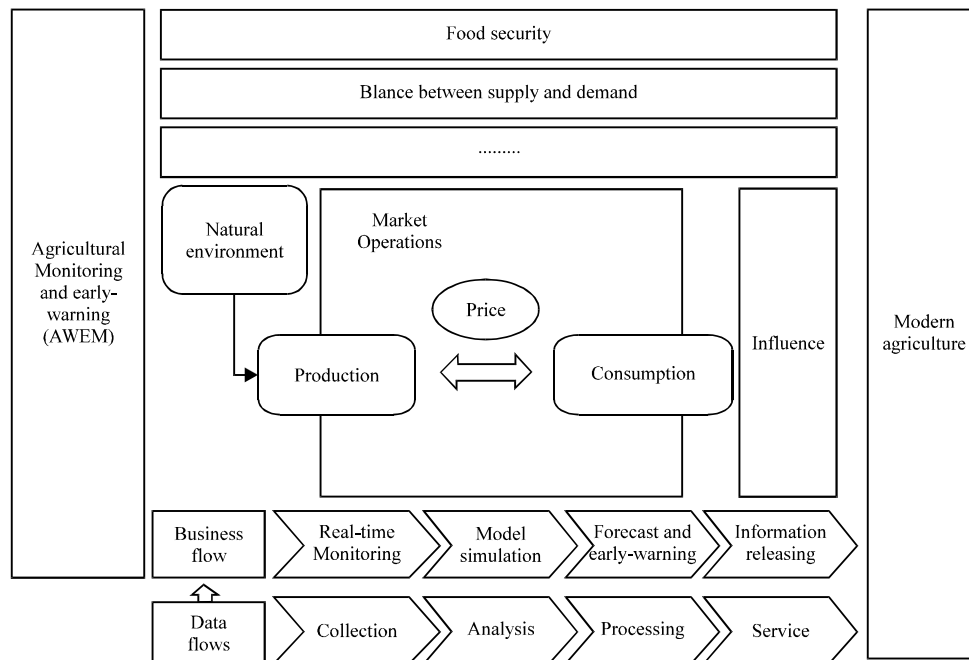 Food security
Blance between supply and demand
.........
Agricultural
Monitoring
and early-
warning
(AWEM)
Natural
environment
Market
Operations
Price
Production
Consumption
Influence
Modern
agriculture
Business
flow
Real-time
Monitoring
Model
simulation
Forecast and
early-warning
Information
releasing
Data
flows
Collection
Analysis
Processing
Service